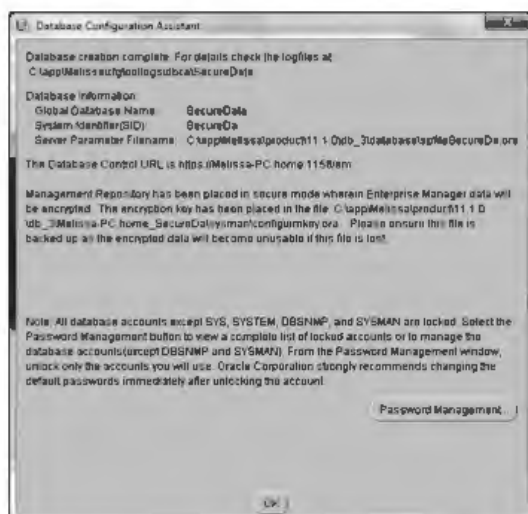 Database Configuration Assistant
Database creation complete. For details check the logfiles at:
C:\app\Melissa\cfgtoollogs\dbca\SecureData
Database Information:
Global Database Name: SecureData
System Identifier(SID): SecureDa
Server Parameter Filename: C:\app\Melissa\product\11.1.0\db_3\database\spfileSecureDa.ora
The Database Control URL is https://Melissa-PC.home:1158/em
Management Repository has been placed in secure mode wherein Enterprise Manager data will
be encrypted. The encryption key has been placed in the file: C:\app\Melissa\product\11.1.0
\db_3\Melissa-PC.home_SecureDa\sysman\config\emkey.ora. Please ensure this file is
backed up as the encrypted data will become unusable if this file is lost.
Note: All database accounts except SYS, SYSTEM, DBSNMP, and SYSMAN are locked. Select the
Password Management button to view a complete list of locked accounts or to manage the
database accounts(except DBSNMP and SYSMAN). From the Password Management window,
unlock only the accounts you will use. Oracle Corporation strongly recommends changing the
default passwords immediately after unlocking the account.
Password Management...
OK